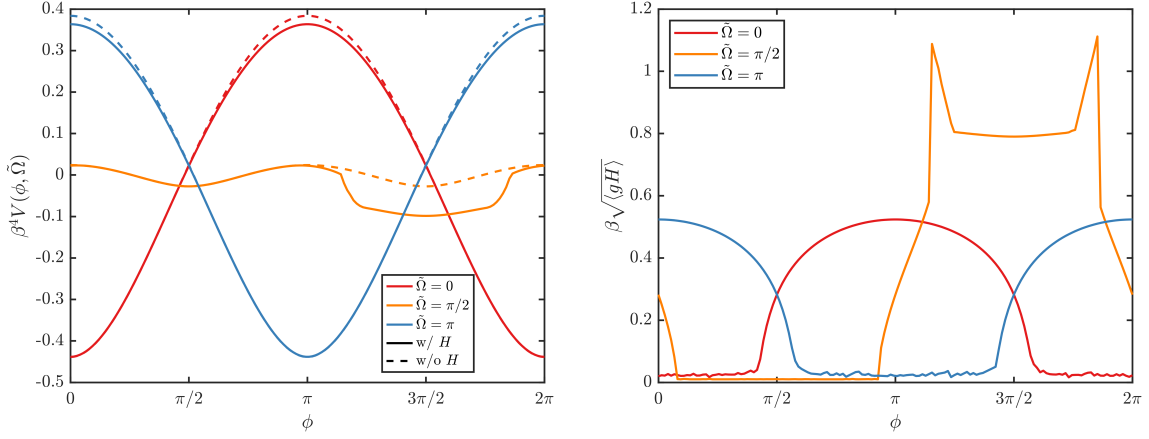 0.4
0.3
0.2
0.1
0
-0.1
-0.2
-0.3
-0.4
-0.5
β⁴V(ϕ, Ω̃)
Ω̃ = 0
Ω̃ = π/2
Ω̃ = π
w/ H
w/o H
0 π/2 π 3π/2 2π
ϕ
1.2
1
0.8
0.6
0.4
0.2
0
β√⟨gH⟩
Ω̃ = 0
Ω̃ = π/2
Ω̃ = π
0 π/2 π 3π/2 2π
ϕ